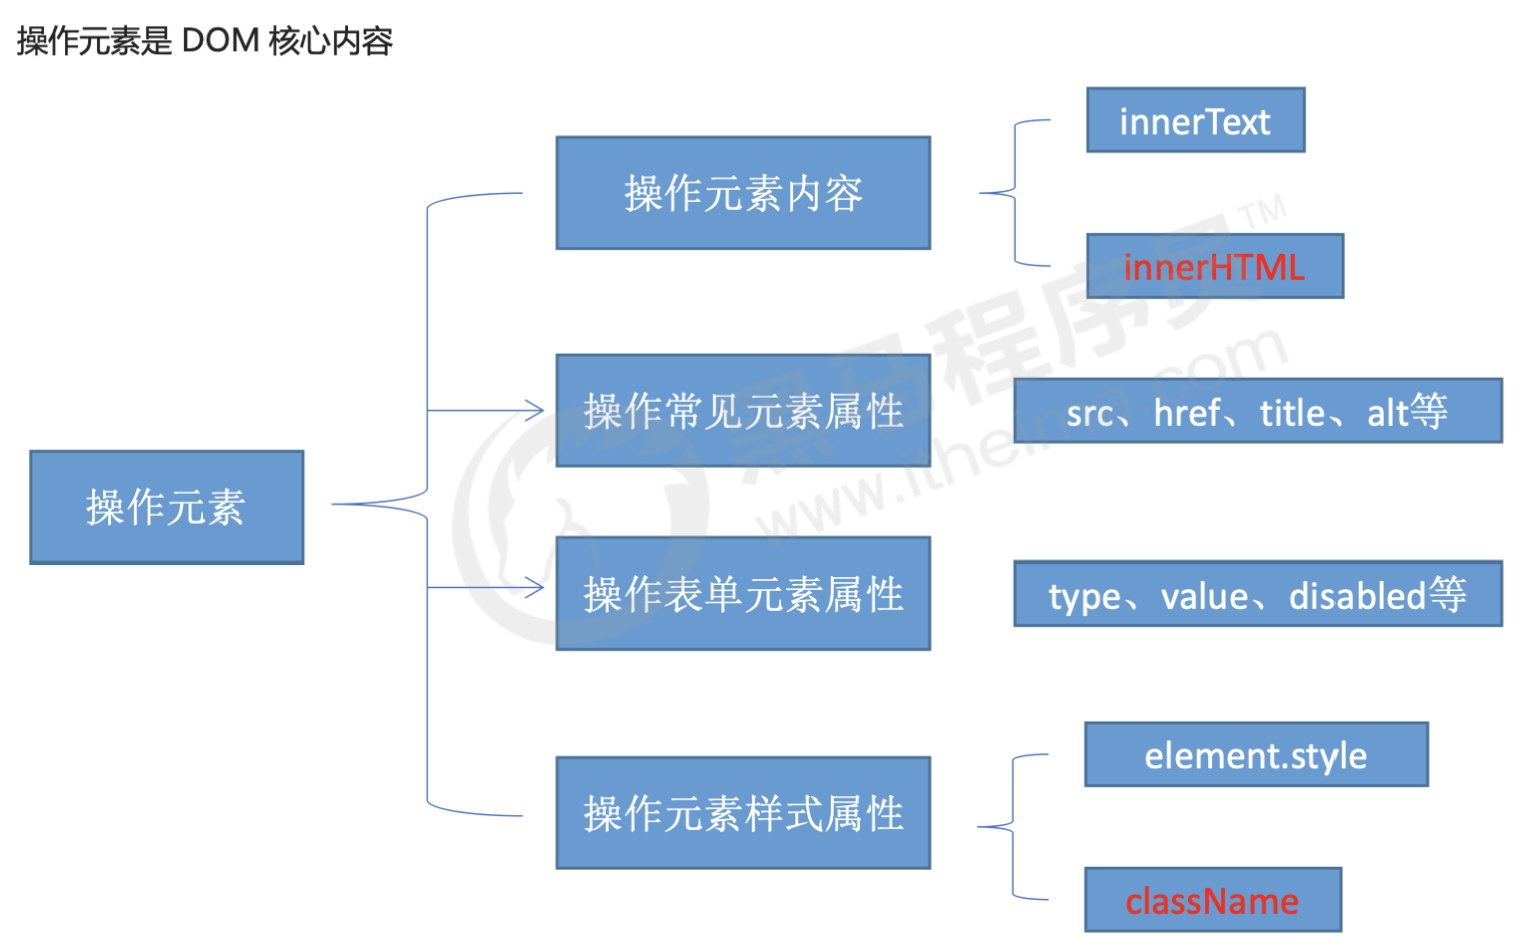 操作元素是 DOM 核心内容
innerText
操作元素内容
innerHTML
操作常见元素属性
src、href、title、alt等
操作元素
操作表单元素属性
type、value、disabled等
element.style
操作元素样式属性
className
黑马程序员™
www.itheima.com